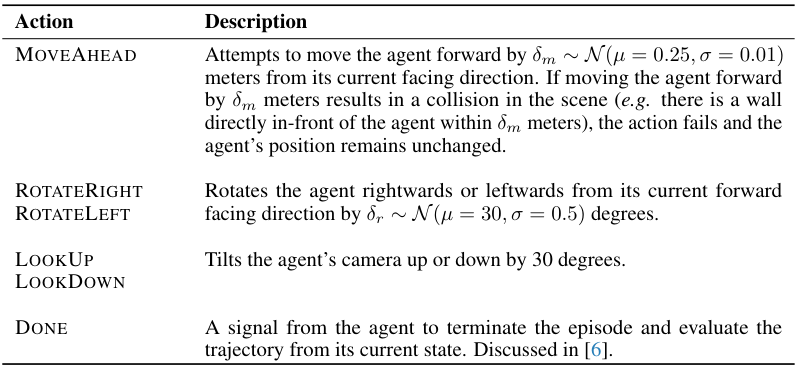 Action Description
MOVEAHEAD Attempts to move the agent forward by δm ∼ N(μ = 0.25, σ = 0.01)
meters from its current facing direction. If moving the agent forward
by δm meters results in a collision in the scene (e.g. there is a wall
directly in-front of the agent within δm meters), the action fails and the
agent's position remains unchanged.
ROTATERIGHT Rotates the agent rightwards or leftwards from its current forward
ROTATELEFT facing direction by δr ∼ N(μ = 30, σ = 0.5) degrees.
LOOKUP Tilts the agent's camera up or down by 30 degrees.
LOOKDOWN
DONE A signal from the agent to terminate the episode and evaluate the
trajectory from its current state. Discussed in [6].